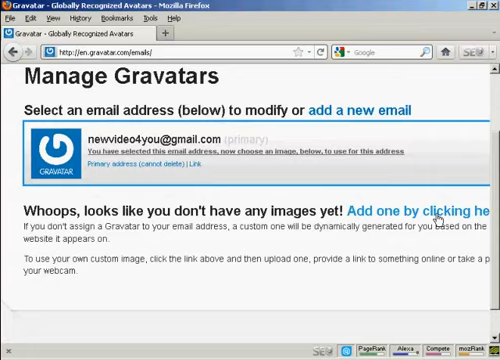 Gravatar - Globally Recognized Avatars - Mozilla Firefox
File Edit View History Bookmarks Tools Help
Gravatar - Globally Recognized Avatars
http://en.gravatar.com/emails/
Google
Manage Gravatars
Select an email address (below) to modify or add a new email
newvideo4you@gmail.com (primary)
You have selected this email address, now choose an image, below, to use for this address
Primary address (cannot delete) | Link
GRAVATAR
Whoops, looks like you don't have any images yet! Add one by clicking he
If you don't assign a Gravatar to your email address, a custom one will be dynamically generated for you based on the
website it appears on.
To use your own custom image, click the link above and then upload one, provide a link to something online or take a p
your webcam.
PageRank Alexa Compete mozRank